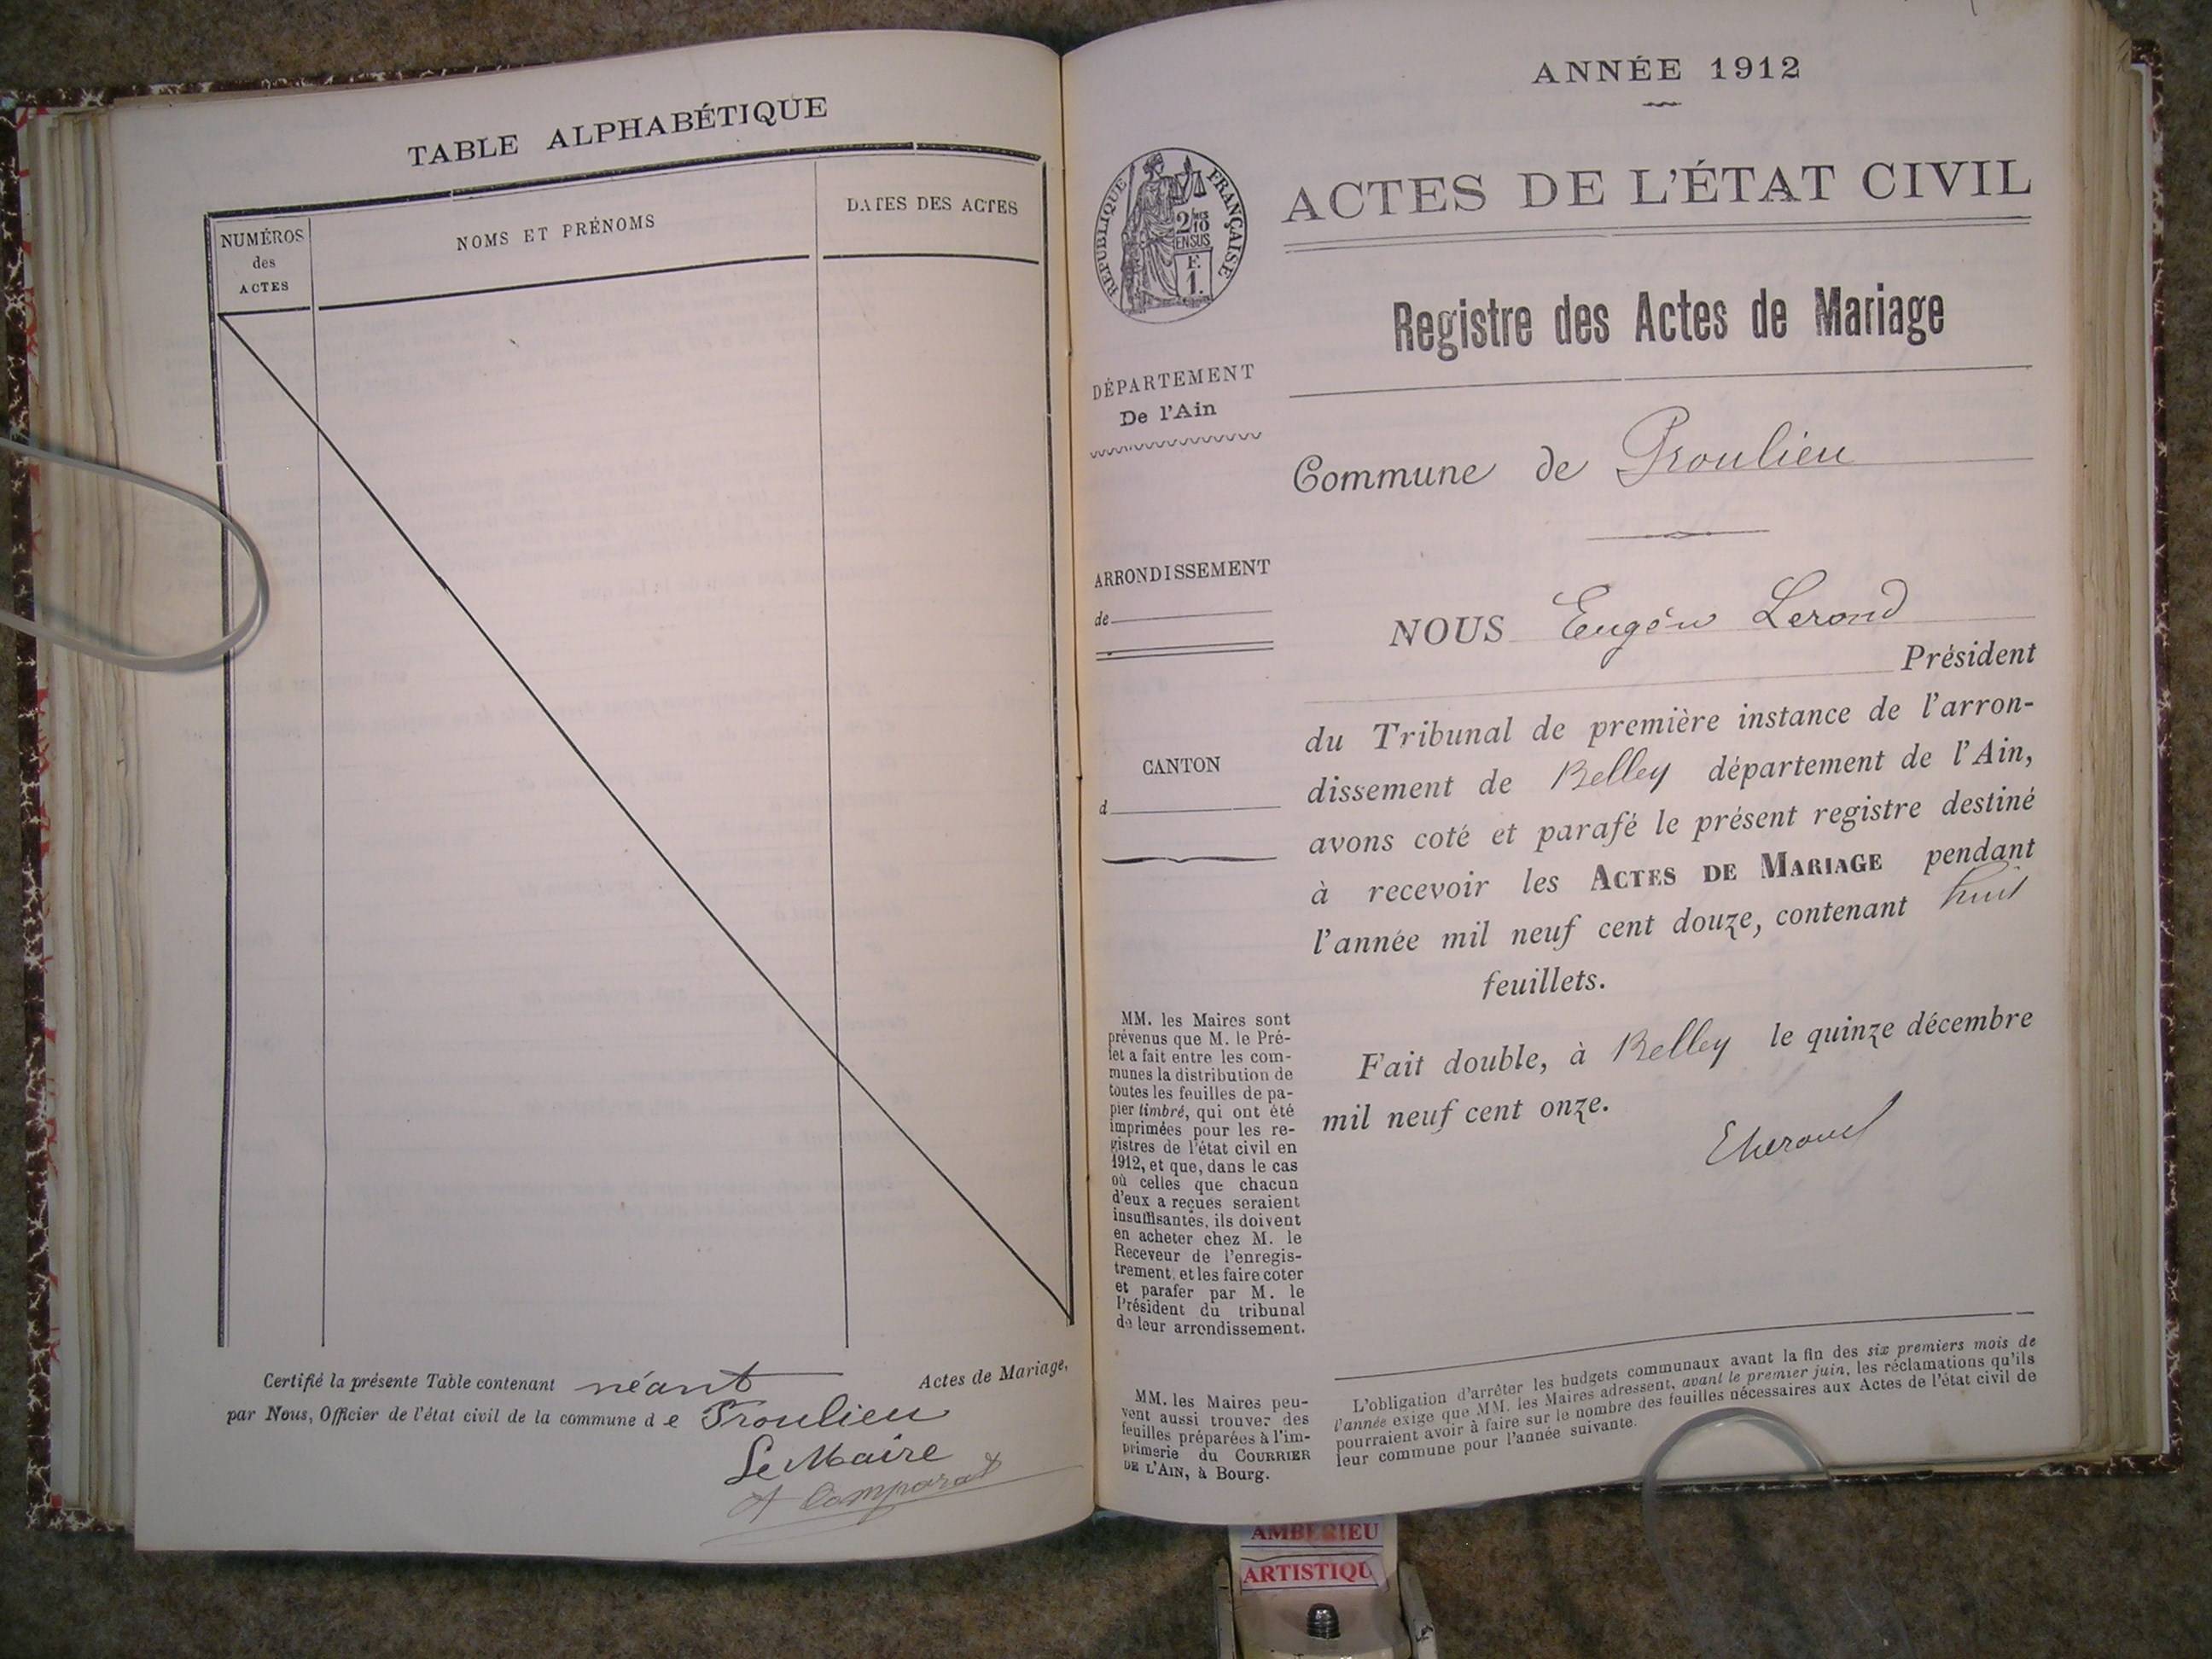 TABLE ALPHABÉTIQUE
NUMÉROS
des
ACTES
NOMS ET PRÉNOMS
DATES DES ACTES
Certifié la présente Table contenant néant Actes de Mariage,
par Nous, Officier de l'état civil de la commune de Proulieu
Le Maire
A Comparat
ANNÉE 1912
RÉPUBLIQUE FRANÇAISE
2/10
EN SUS
F.
1.
ACTES DE L'ÉTAT CIVIL
Registre des Actes de Mariage
DÉPARTEMENT
De l'Ain
Commune de Proulieu
ARRONDISSEMENT
de
CANTON
d
NOUS Eugène Lerond
Président
du Tribunal de première instance de l'arron-
dissement de Belley département de l'Ain,
avons coté et parafé le présent registre destiné
à recevoir les ACTES DE MARIAGE pendant
l'année mil neuf cent douze, contenant huit
feuillets.
Fait double, à Belley le quinze décembre
mil neuf cent onze.
MM. les Maires sont
prévenus que M. le Pré-
fet a fait entre les com-
munes la distribution de
toutes les feuilles de pa-
pier timbré, qui ont été
imprimées pour les re-
gistres de l'état civil en
1912, et que, dans le cas
où celles que chacun
d'eux a reçues seraient
insuffisantes, ils doivent
en acheter chez M. le
Receveur de l'enregis-
trement, et les faire coter
et parafer par M. le
Président du tribunal
de leur arrondissement.
MM. les Maires peu-
vent aussi trouver des
feuilles préparées à l'im-
primerie du COURRIER
DE L'AIN, à Bourg.
L'obligation d'arrêter les budgets communaux avant la fin des six premiers mois de
l'année exige que MM. les Maires adressent, avant le premier juin, les réclamations qu'ils
pourraient avoir à faire sur le nombre des feuilles nécessaires aux Actes de l'état civil de
leur commune pour l'année suivante.
AMBERIEU
ARTISTIQU